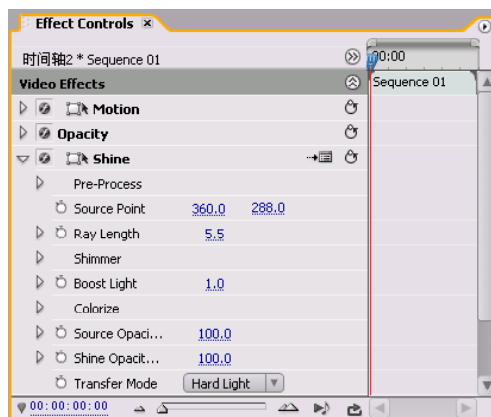 Effect Controls
时间轴2 * Sequence 01
00:00
Video Effects
Sequence 01
Motion
Opacity
Shine
Pre-Process
Source Point 360.0 288.0
Ray Length 5.5
Shimmer
Boost Light 1.0
Colorize
Source Opaci... 100.0
Shine Opacit... 100.0
Transfer Mode Hard Light
00:00:00:00